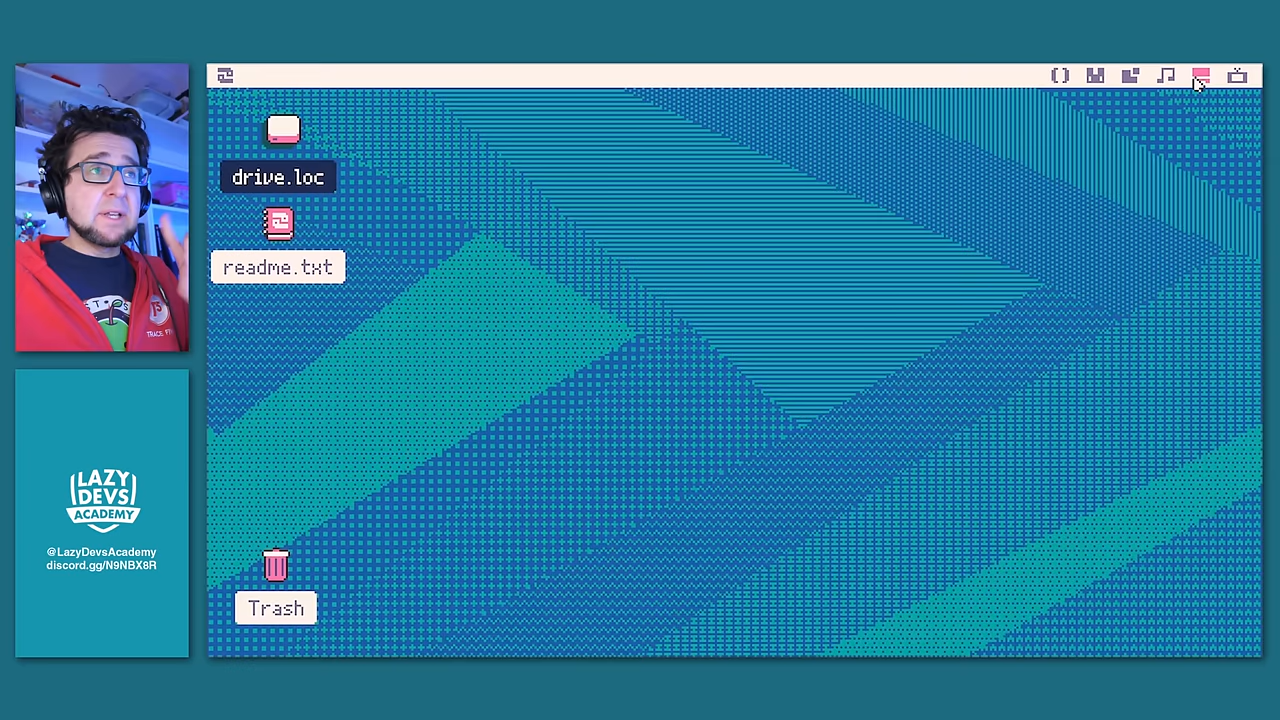 drive.loc
readme.txt
Trash
LAZY
DEVS
ACADEMY
@LazyDevsAcademy
discord.gg/N9NBX8R